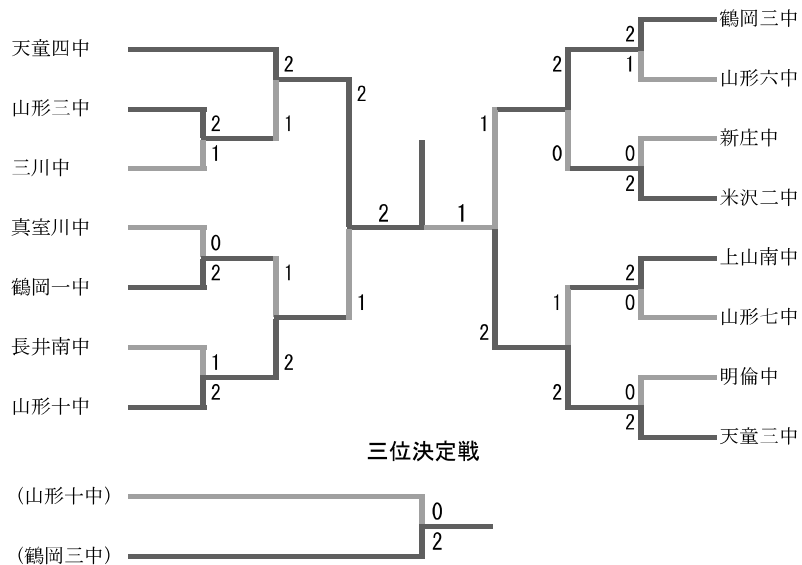 天童四中
山形三中
三川中
真室川中
鶴岡一中
長井南中
山形十中
2
1
0
2
1
2
2
1
1
2
2
1
2
1
1
2
2
0
1
2
2
1
0
2
2
0
0
2
鶴岡三中
山形六中
新庄中
米沢二中
上山南中
山形七中
明倫中
天童三中
三位決定戦
(山形十中)
(鶴岡三中)
0
2